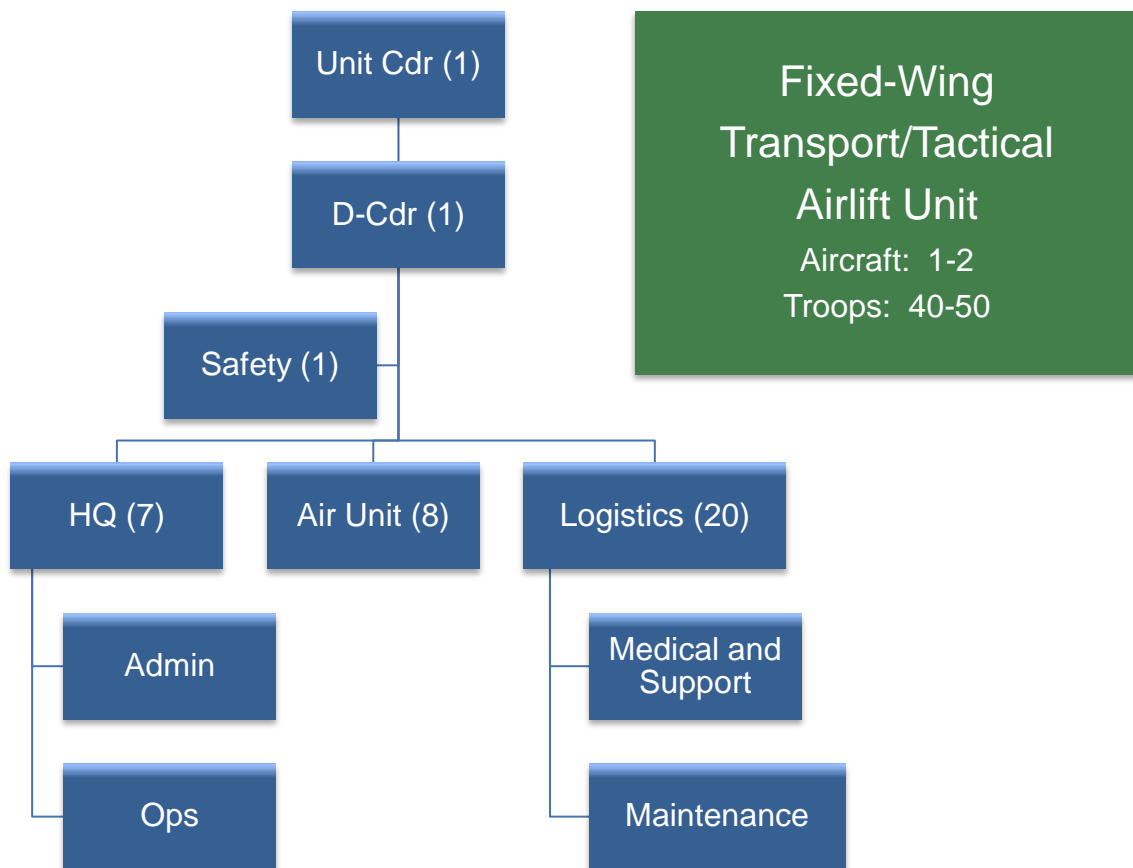 Unit Cdr (1)
Fixed-Wing
Transport/Tactical
Airlift Unit
Aircraft:  1-2
Troops:  40-50
D-Cdr (1)
Safety (1)
HQ (7)
Air Unit (8)
Logistics (20)
Admin
Medical and
Support
Ops
Maintenance